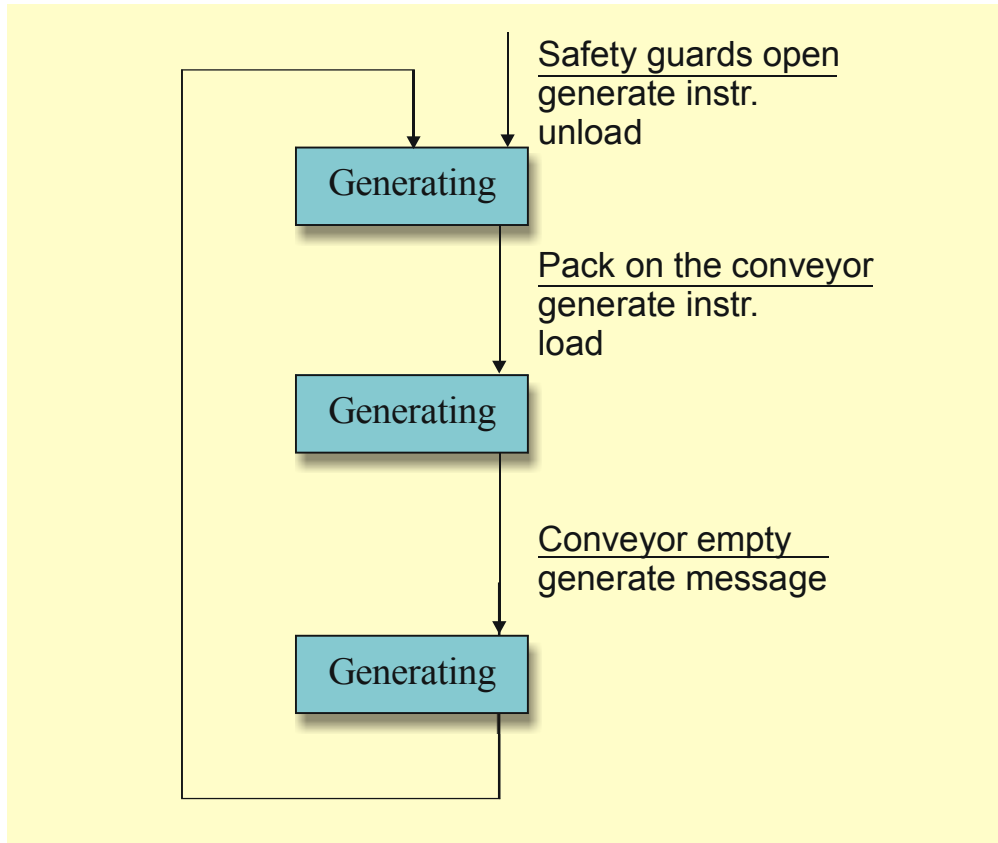 Safety guards open
generate instr.
unload
Generating
Pack on the conveyor
generate instr.
load
Generating
Conveyor empty
generate message
Generating